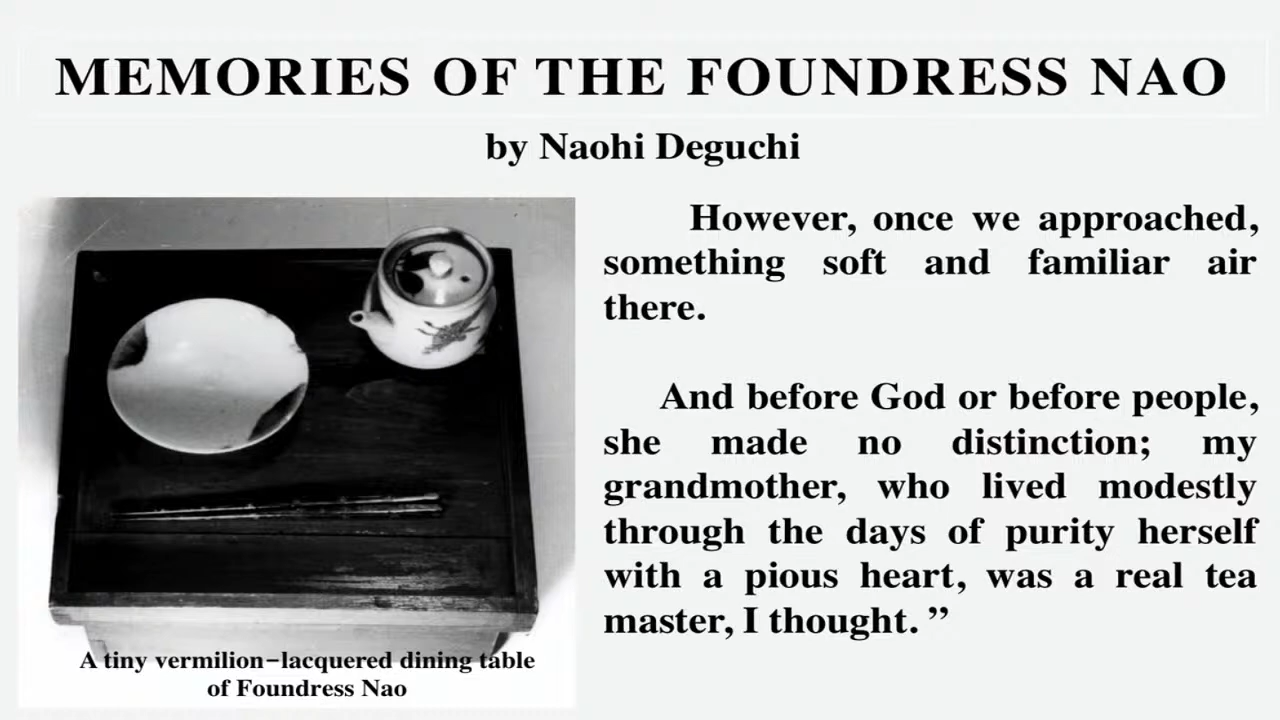 MEMORIES OF THE FOUNDRESS NAO
by Naohi Deguchi
However, once we approached,
something soft and familiar air
there.
And before God or before people,
she made no distinction; my
grandmother, who lived modestly
through the days of purity herself
with a pious heart, was a real tea
master, I thought. ”
A tiny vermilion-lacquered dining table
of Foundress Nao